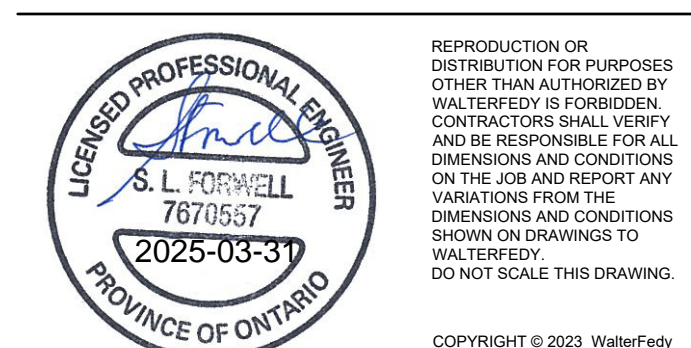 LICENSED PROFESSIONAL ENGINEER
S. L. FORWELL
7670557
2025-03-31
PROVINCE OF ONTARIO
REPRODUCTION OR
DISTRIBUTION FOR PURPOSES
OTHER THAN AUTHORIZED BY
WALTERFEDY IS FORBIDDEN.
CONTRACTORS SHALL VERIFY
AND BE RESPONSIBLE FOR ALL
DIMENSIONS AND CONDITIONS
ON THE JOB AND REPORT ANY
VARIATIONS FROM THE
DIMENSIONS AND CONDITIONS
SHOWN ON DRAWINGS TO
WALTERFEDY.
DO NOT SCALE THIS DRAWING.
COPYRIGHT © 2023 WalterFedy